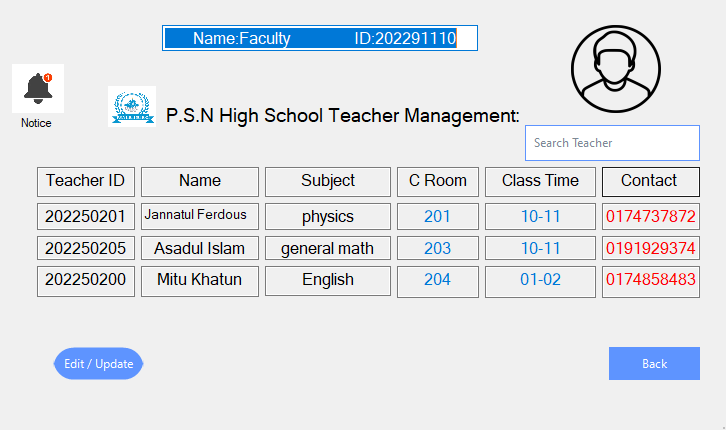 Name:Faculty ID:202291110
1
Notice
P.S.N High School Teacher Management:
Search Teacher
Teacher ID Name Subject C Room Class Time Contact
202250201 Jannatul Ferdous physics 201 10-11 0174737872
202250205 Asadul Islam general math 203 10-11 0191929374
202250200 Mitu Khatun English 204 01-02 0174858483
Edit / Update Back